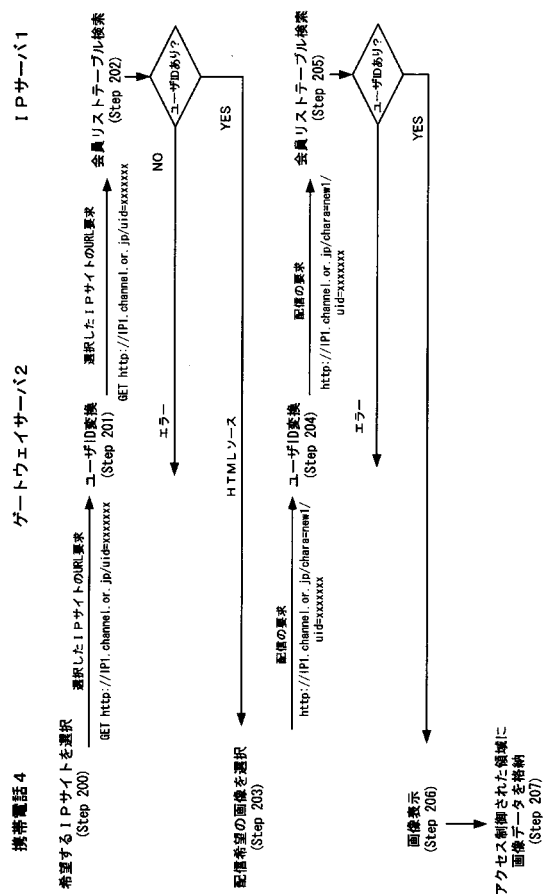 携帯電話4
ゲートウェイサーバ2
IPサーバ1
希望するIPサイトを選択
(Step 200)
選択したIPサイトのURL要求
GET http://IP1.channel.or.jp/uid=xxxxxxx
ユーザID変換
(Step 201)
選択したIPサイトのURL要求
GET http://IP1.channel.or.jp/uid=xxxxxxx
会員リストテーブル検索
(Step 202)
ユーザIDあり?
NO
エラー
YES
HTMLソース
配信希望の画像を選択
(Step 203)
配信の要求
http://IP1.channel.or.jp/chara=new1/
uid=xxxxxxx
ユーザID変換
(Step 204)
配信の要求
http://IP1.channel.or.jp/chara=new1/
uid=xxxxxxx
会員リストテーブル検索
(Step 205)
ユーザIDあり?
エラー
YES
画像表示
(Step 206)
アクセス制御された領域に
画像データを格納
(Step 207)